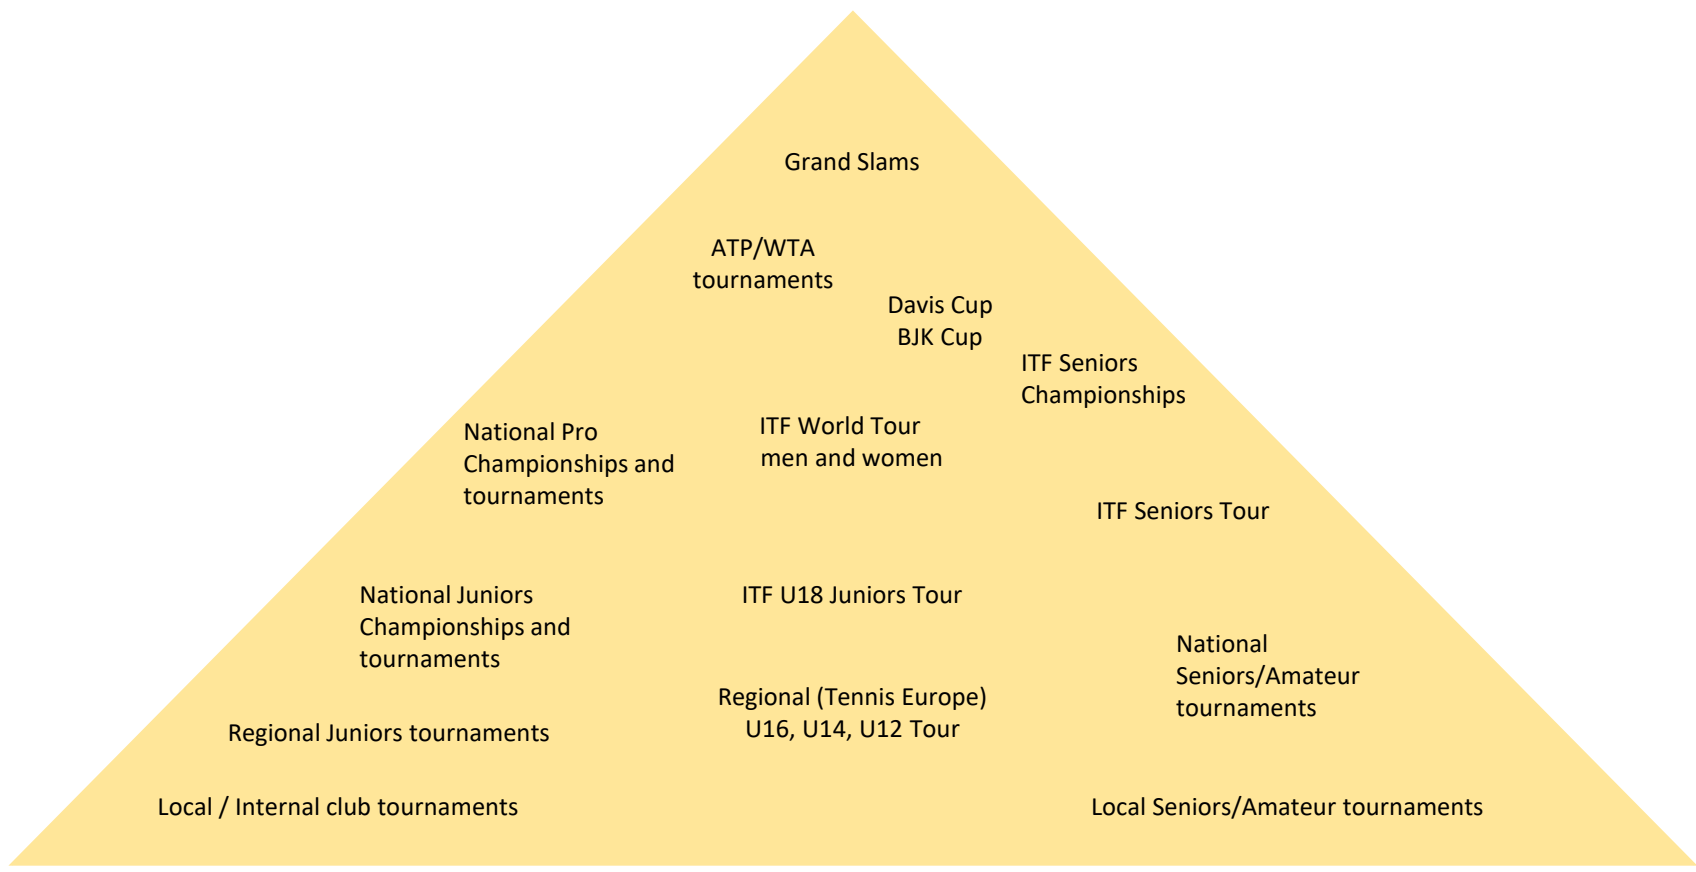 Grand Slams
ATP/WTA
tournaments
Davis Cup
BJK Cup
ITF Seniors
Championships
National Pro
Championships and
tournaments
ITF World Tour
men and women
ITF Seniors Tour
National Juniors
Championships and
tournaments
ITF U18 Juniors Tour
National
Seniors/Amateur
tournaments
Regional (Tennis Europe)
U16, U14, U12 Tour
Regional Juniors tournaments
Local / Internal club tournaments
Local Seniors/Amateur tournaments